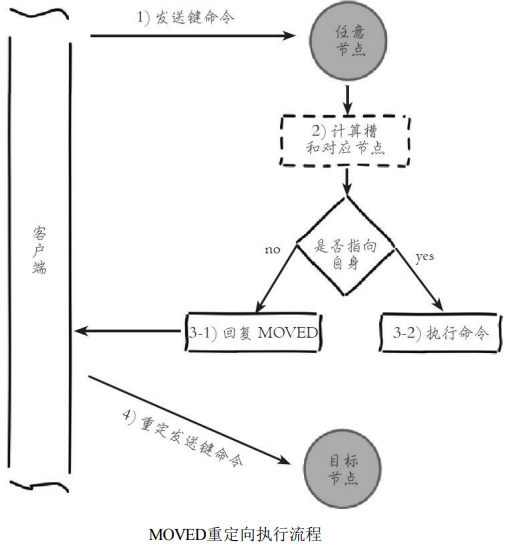 1) 发送键命令
任意
节点
2) 计算槽
和对应节点
客户端
是否指向
自身
no
yes
3-1) 回复 MOVED
3-2) 执行命令
4) 重定发送键命令
目标
节点
MOVED重定向执行流程